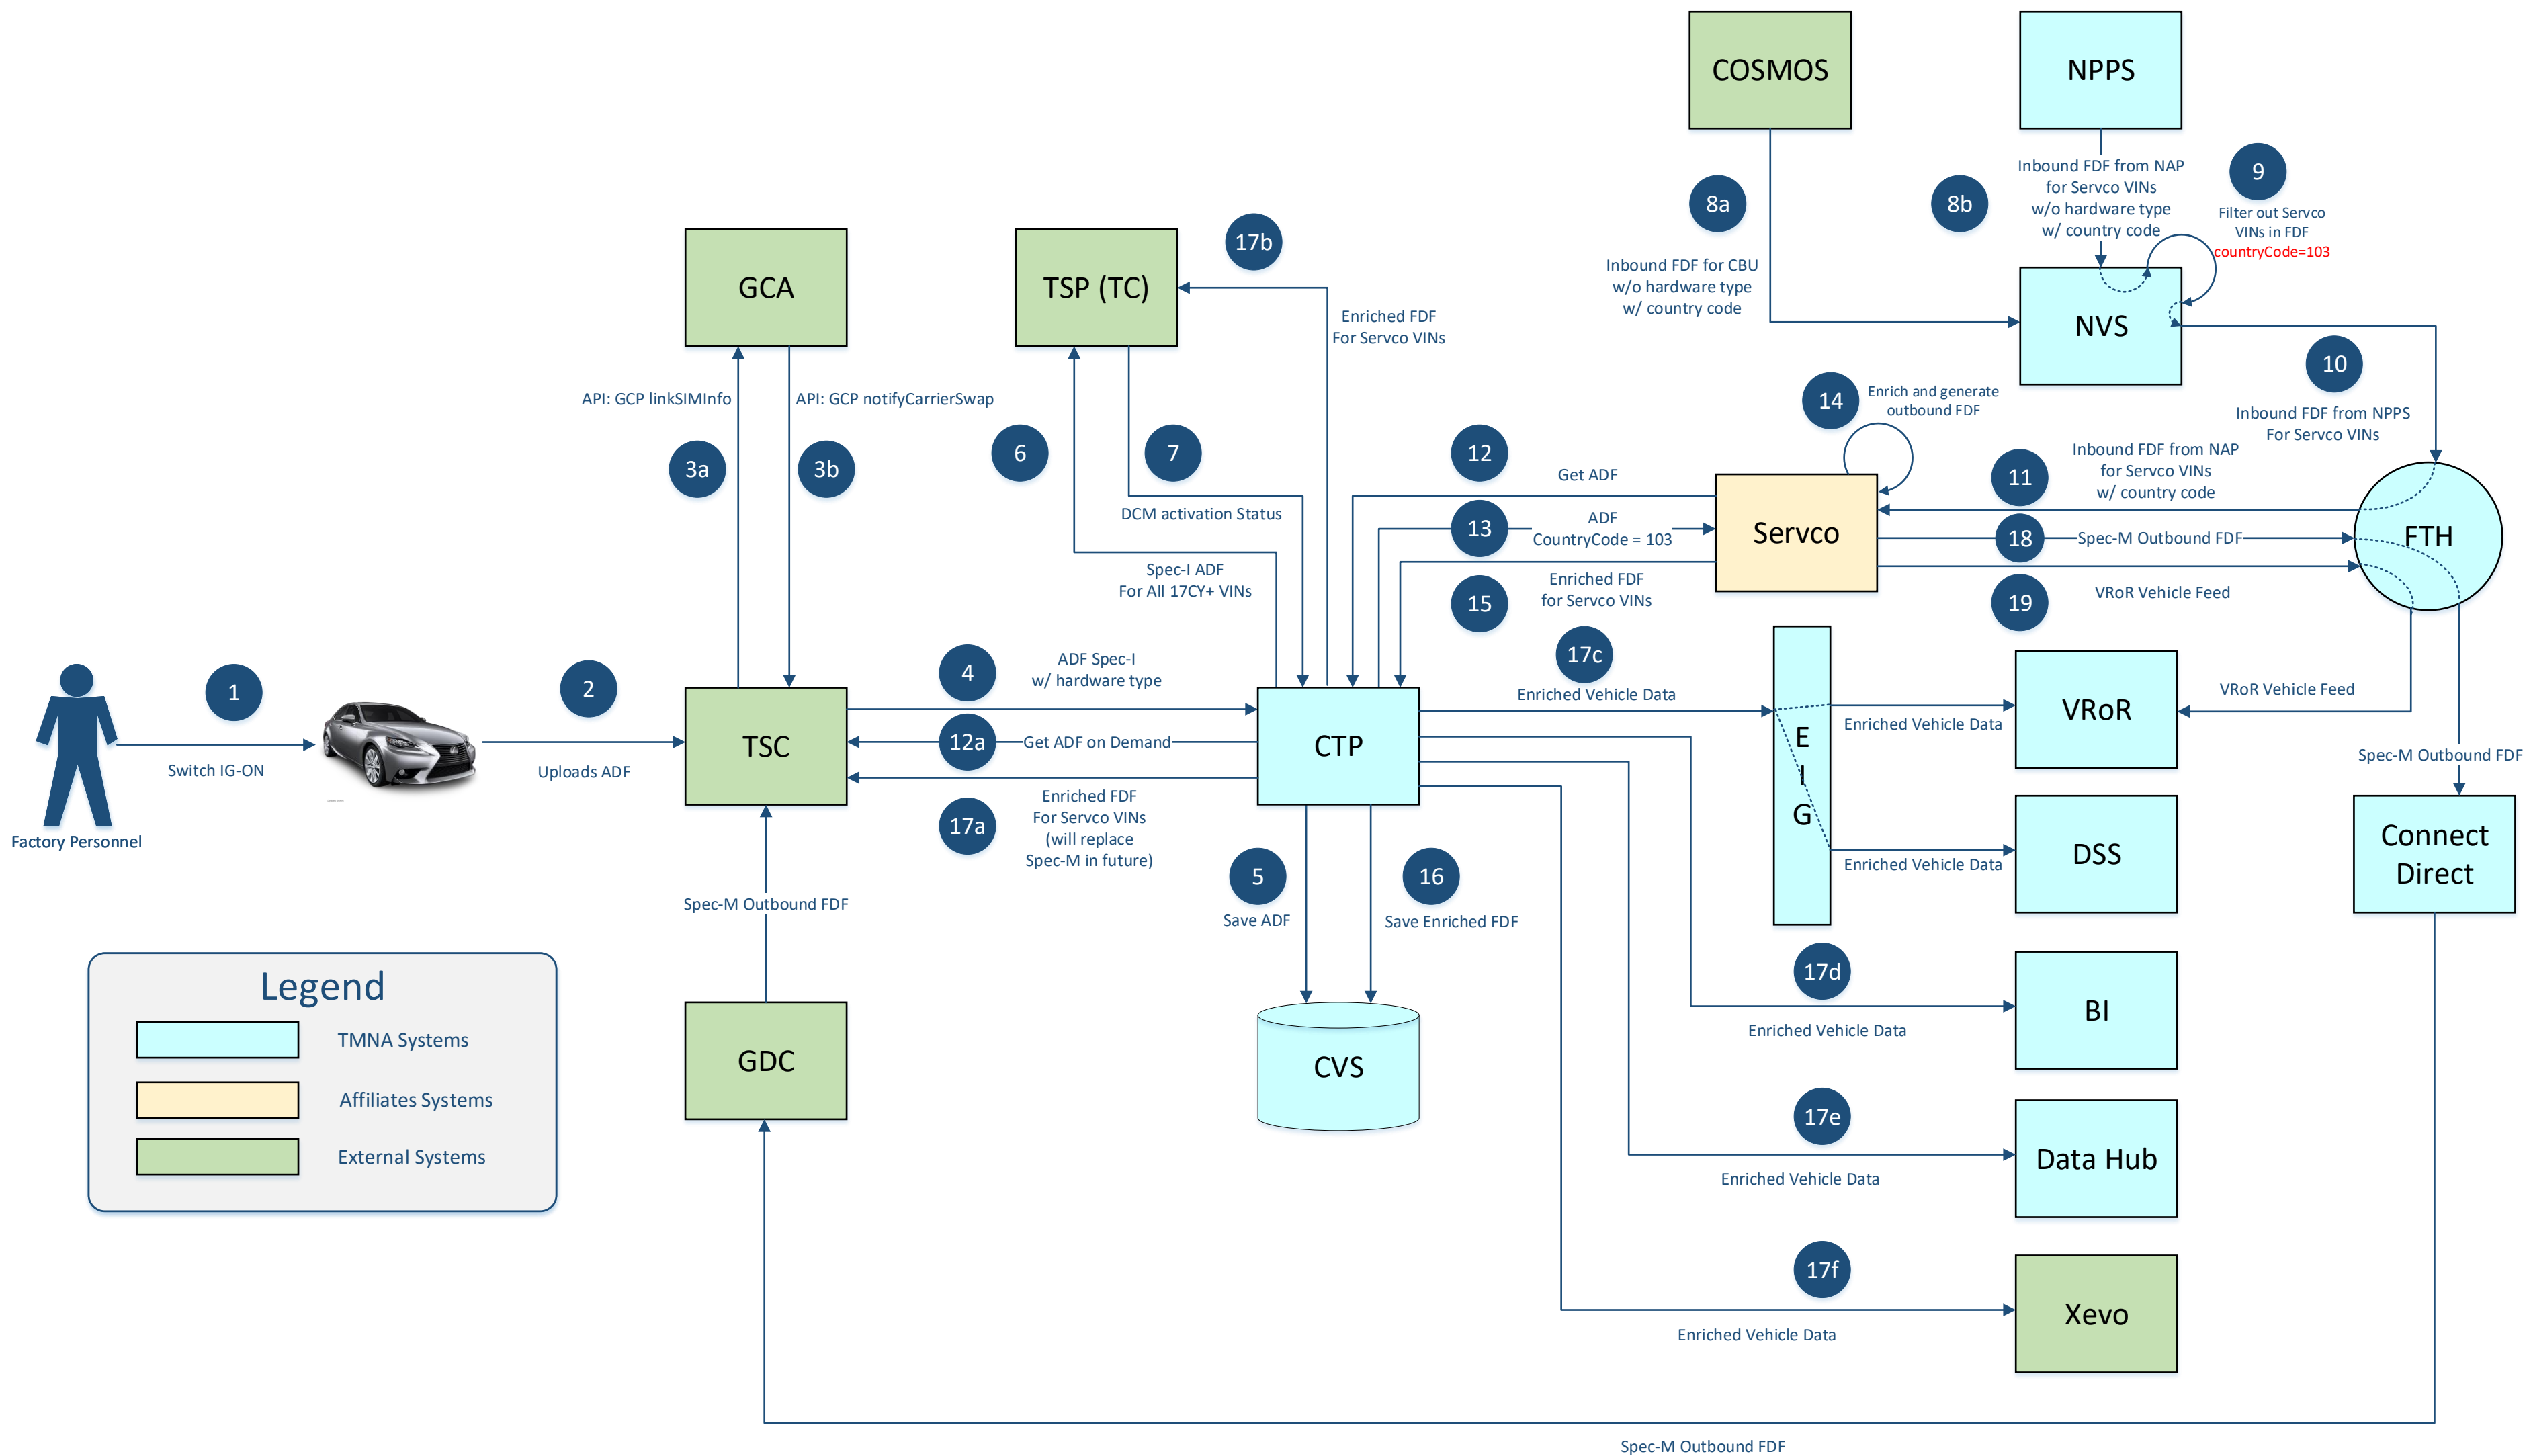 COSMOS
NPPS
8a
8b
9
Inbound FDF from NAP
for Servco VINs
w/o hardware type
w/ country code
Filter out Servco
VINs in FDF
countryCode=103
Inbound FDF for CBU
w/o hardware type
w/ country code
NVS
10
Inbound FDF from NPPS
For Servco VINs
GCA
TSP (TC)
17b
Enriched FDF
For Servco VINs
API: GCP linkSIMInfo
API: GCP notifyCarrierSwap
3a
3b
6
7
DCM activation Status
Spec-I ADF
For All 17CY+ VINs
12
Get ADF
13
ADF
CountryCode = 103
15
Enriched FDF
for Servco VINs
14
Enrich and generate
outbound FDF
Servco
11
Inbound FDF from NAP
for Servco VINs
w/ country code
18
Spec-M Outbound FDF
19
VRoR Vehicle Feed
FTH
1
Switch IG-ON
Factory Personnel
2
Uploads ADF
TSC
4
ADF Spec-I
w/ hardware type
12a
Get ADF on Demand
17a
Enriched FDF
For Servco VINs
(will replace
Spec-M in future)
CTP
17c
Enriched Vehicle Data
E
I
G
Enriched Vehicle Data
VRoR
VRoR Vehicle Feed
Spec-M Outbound FDF
Enriched Vehicle Data
DSS
Connect
Direct
5
Save ADF
16
Save Enriched FDF
CVS
Spec-M Outbound FDF
GDC
17d
Enriched Vehicle Data
BI
17e
Enriched Vehicle Data
Data Hub
17f
Enriched Vehicle Data
Xevo
Spec-M Outbound FDF
Legend
TMNA Systems
Affiliates Systems
External Systems